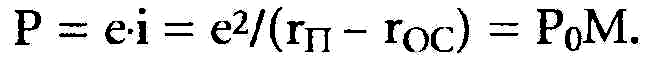 P = e·i = e²/(r_П − r_ОС) = P₀M.